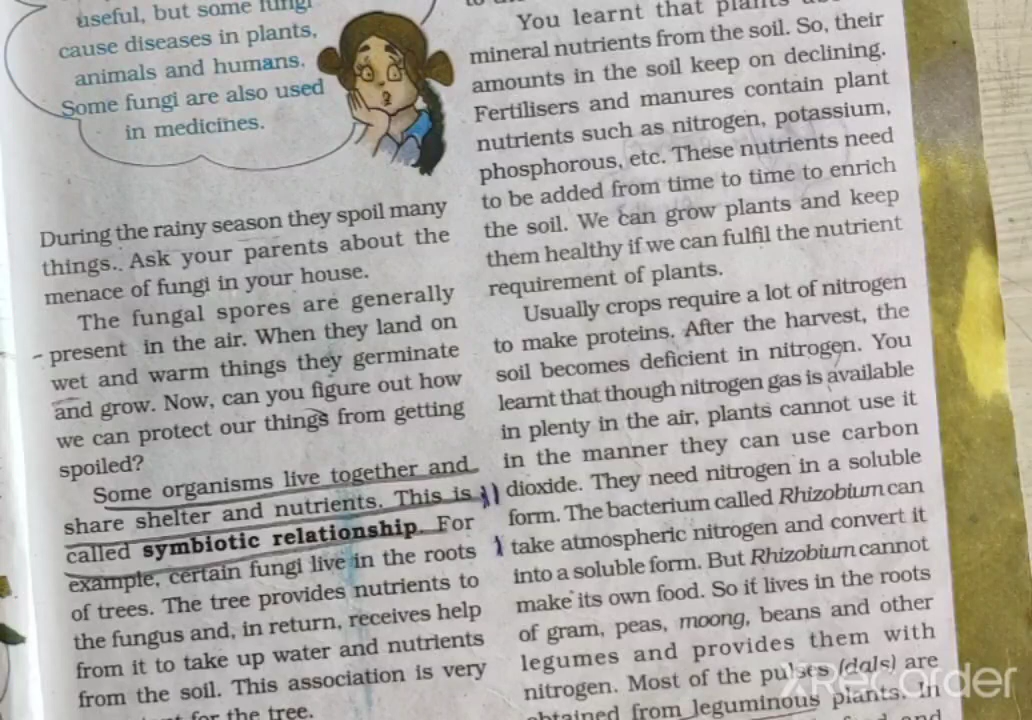 useful, but some fungi
cause diseases in plants,
animals and humans.
Some fungi are also used
in medicines.
During the rainy season they spoil many
things. Ask your parents about the
menace of fungi in your house.
The fungal spores are generally
present in the air. When they land on
wet and warm things they germinate
and grow. Now, can you figure out how
we can protect our things from getting
spoiled?
Some organisms live together and
share shelter and nutrients. This is
called symbiotic relationship. For
example, certain fungi live in the roots
of trees. The tree provides nutrients to
the fungus and, in return, receives help
from it to take up water and nutrients
from the soil. This association is very
for the tree.
You learnt that plants
mineral nutrients from the soil. So, their
amounts in the soil keep on declining.
Fertilisers and manures contain plant
nutrients such as nitrogen, potassium,
phosphorous, etc. These nutrients need
to be added from time to time to enrich
the soil. We can grow plants and keep
them healthy if we can fulfil the nutrient
requirement of plants.
Usually crops require a lot of nitrogen
to make proteins. After the harvest, the
soil becomes deficient in nitrogen. You
learnt that though nitrogen gas is available
in plenty in the air, plants cannot use it
in the manner they can use carbon
dioxide. They need nitrogen in a soluble
form. The bacterium called Rhizobium can
take atmospheric nitrogen and convert it
into a soluble form. But Rhizobium cannot
make its own food. So it lives in the roots
of gram, peas, moong, beans and other
legumes and provides them with
nitrogen. Most of the pulses (dals) are
obtained from leguminous plants. In
and
XRecorder